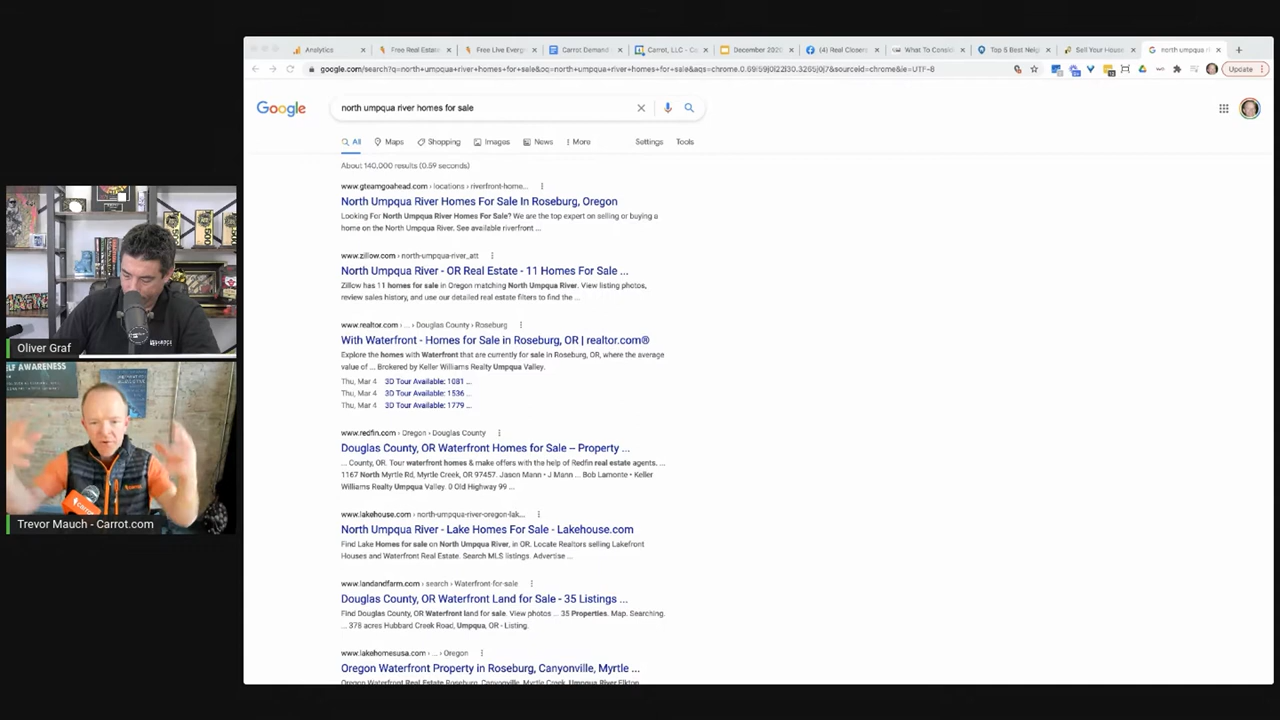 Analytics
Free Real Estate
Free Live Everg
Carrot Demand
Carrot, LLC - Ca
December 2020
(4) Real Closers
What To Consid
Top 5 Best Neig
Sell Your House
north umpqua ri
google.com/search?q=north+umpqua+river+homes+for+sale&oq=north+umpqua+river+homes+for+sale&aqs=chrome.0.69i59j0i22i30.3265j0j7&sourceid=chrome&ie=UTF-8
Update
Google
north umpqua river homes for sale
All
Maps
Shopping
Images
News
More
Settings
Tools
About 140,000 results (0.59 seconds)
www.gteamgoahead.com › locations › riverfront-home...
North Umpqua River Homes For Sale In Roseburg, Oregon
Looking For North Umpqua River Homes For Sale? We are the top expert on selling or buying a
home on the North Umpqua River. See available riverfront ...
www.zillow.com › north-umpqua-river_att
North Umpqua River - OR Real Estate - 11 Homes For Sale ...
Zillow has 11 homes for sale in Oregon matching North Umpqua River. View listing photos,
review sales history, and use our detailed real estate filters to find the ...
www.realtor.com › ... › Douglas County › Roseburg
With Waterfront - Homes for Sale in Roseburg, OR | realtor.com®
Explore the homes with Waterfront that are currently for sale in Roseburg, OR, where the average
value of ... Brokered by Keller Williams Realty Umpqua Valley.
Thu, Mar 4 3D Tour Available: 1081 ...
Thu, Mar 4 3D Tour Available: 1536 ...
Thu, Mar 4 3D Tour Available: 1779 ...
www.redfin.com › Oregon › Douglas County
Douglas County, OR Waterfront Homes for Sale – Property ...
... County, OR. Tour waterfront homes & make offers with the help of Redfin real estate agents. ...
1167 North Myrtle Rd, Myrtle Creek, OR 97457. Jason Mann • J Mann ... Bob Lamonte • Keller
Williams Realty Umpqua Valley. 0 Old Highway 99 ...
www.lakehouse.com › north-umpqua-river-oregon-lak...
North Umpqua River - Lake Homes For Sale - Lakehouse.com
Find Lake Homes for sale on North Umpqua River, in OR. Locate Realtors selling Lakefront
Houses and Waterfront Real Estate. Search MLS listings. Advertise ...
www.landandfarm.com › search › Waterfront-for-sale
Douglas County, OR Waterfront Land for Sale - 35 Listings ...
Find Douglas County, OR Waterfront land for sale. View photos ... 35 Properties. Map. Searching.
... 378 acres Hubbard Creek Road, Umpqua, OR - Listing.
www.lakehomesusa.com › ... › Oregon
Oregon Waterfront Property in Roseburg, Canyonville, Myrtle ...
Oregon Waterfront Real Estate Roseburg, Canyonville, Myrtle Creek, Umpqua River Elkton
Oliver Graf
SELF AWARENESS
Trevor Mauch - Carrot.com